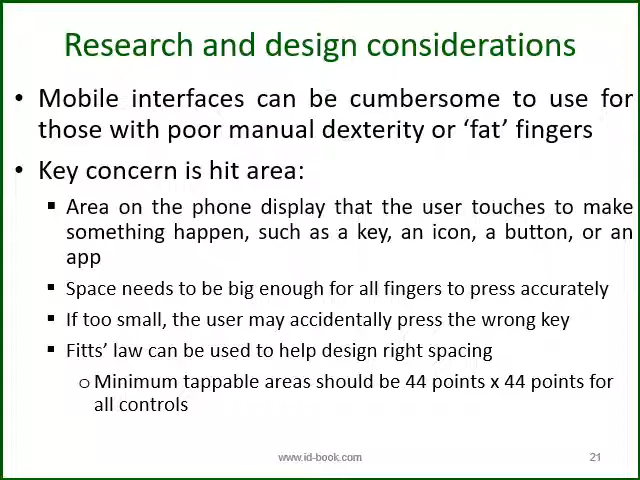 Research and design considerations
• Mobile interfaces can be cumbersome to use for
those with poor manual dexterity or ‘fat’ fingers
• Key concern is hit area:
▪ Area on the phone display that the user touches to make
something happen, such as a key, an icon, a button, or an
app
▪ Space needs to be big enough for all fingers to press accurately
▪ If too small, the user may accidentally press the wrong key
▪ Fitts’ law can be used to help design right spacing
o Minimum tappable areas should be 44 points x 44 points for
all controls
www.id-book.com
21